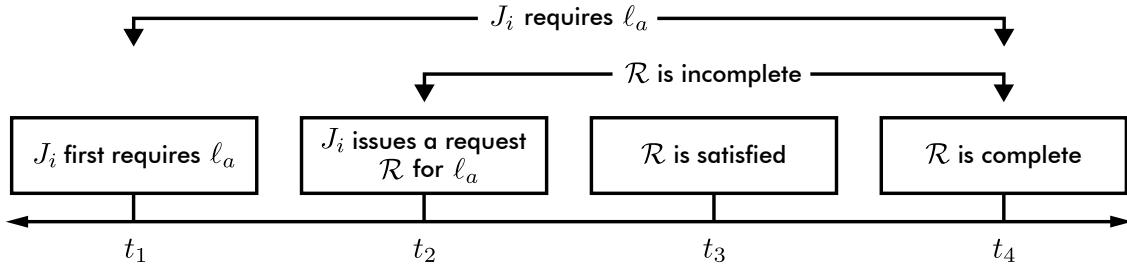 J_i requires ℓ_a
ℛ is incomplete
J_i first requires ℓ_a
J_i issues a request
ℛ for ℓ_a
ℛ is satisfied
ℛ is complete
t_1 t_2 t_3 t_4